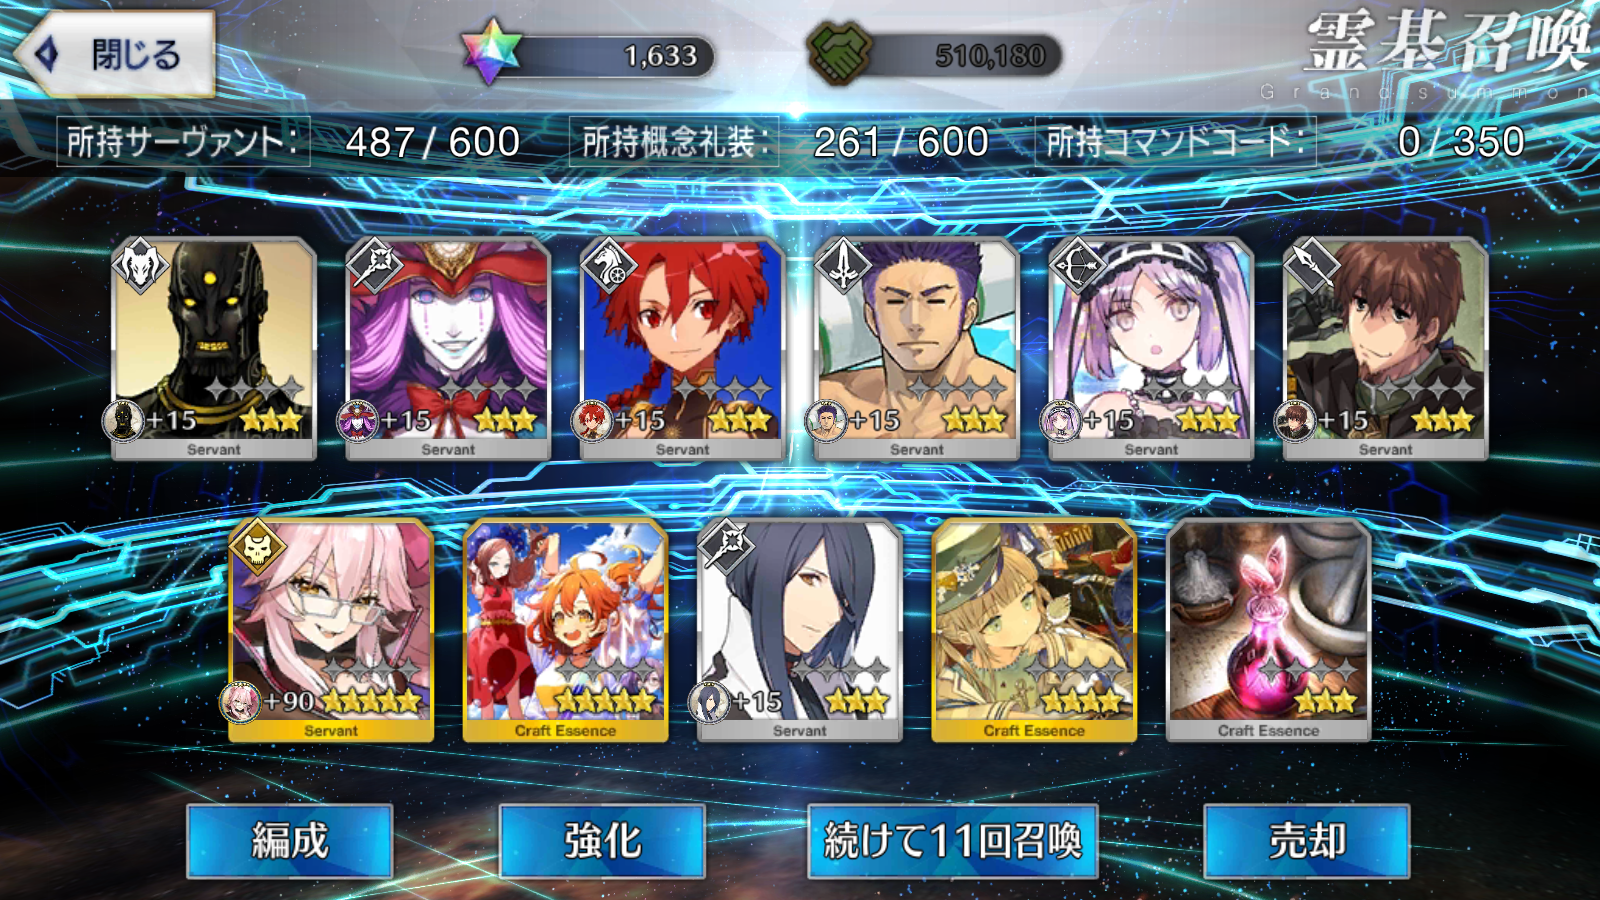 閉じる
1,633
510,180
霊基召喚
Grand summon
所持サーヴァント: 487 / 600
所持概念礼装: 261 / 600
所持コマンドコード: 0 / 350
+15 +15 +15 +15 +15 +15
Servant Servant Servant Servant Servant Servant
+90 +15
Servant Craft Essence Servant Craft Essence Craft Essence
編成
強化
続けて11回召喚
売却